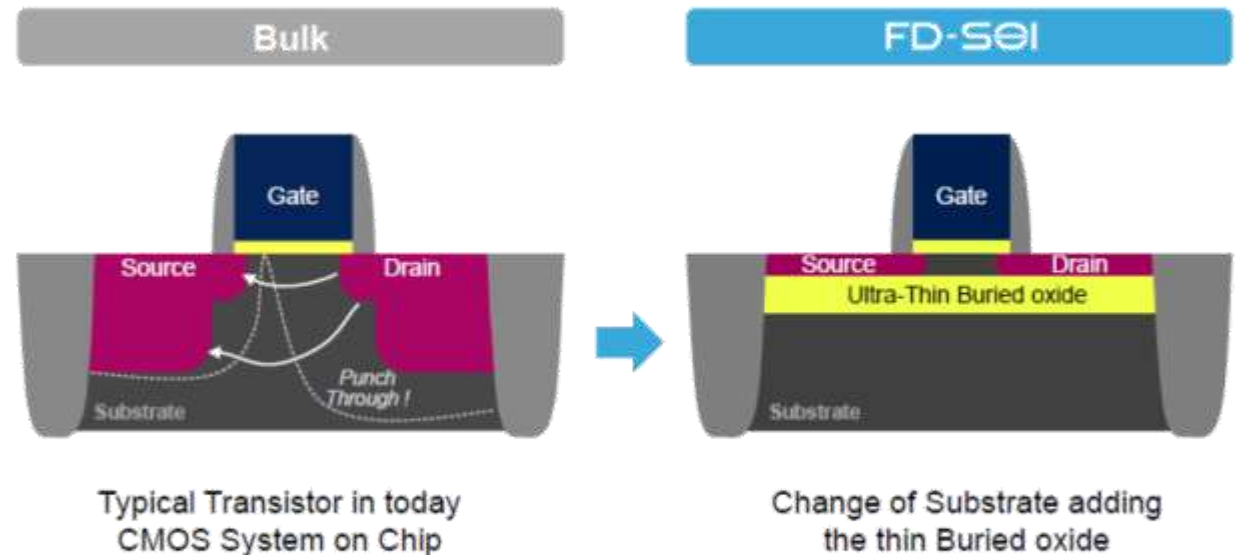 Bulk
FD-SOI
Gate
Source
Drain
Punch
Through !
Substrate
Typical Transistor in today
CMOS System on Chip
Gate
Source
Drain
Ultra-Thin Buried oxide
Substrate
Change of Substrate adding
the thin Buried oxide